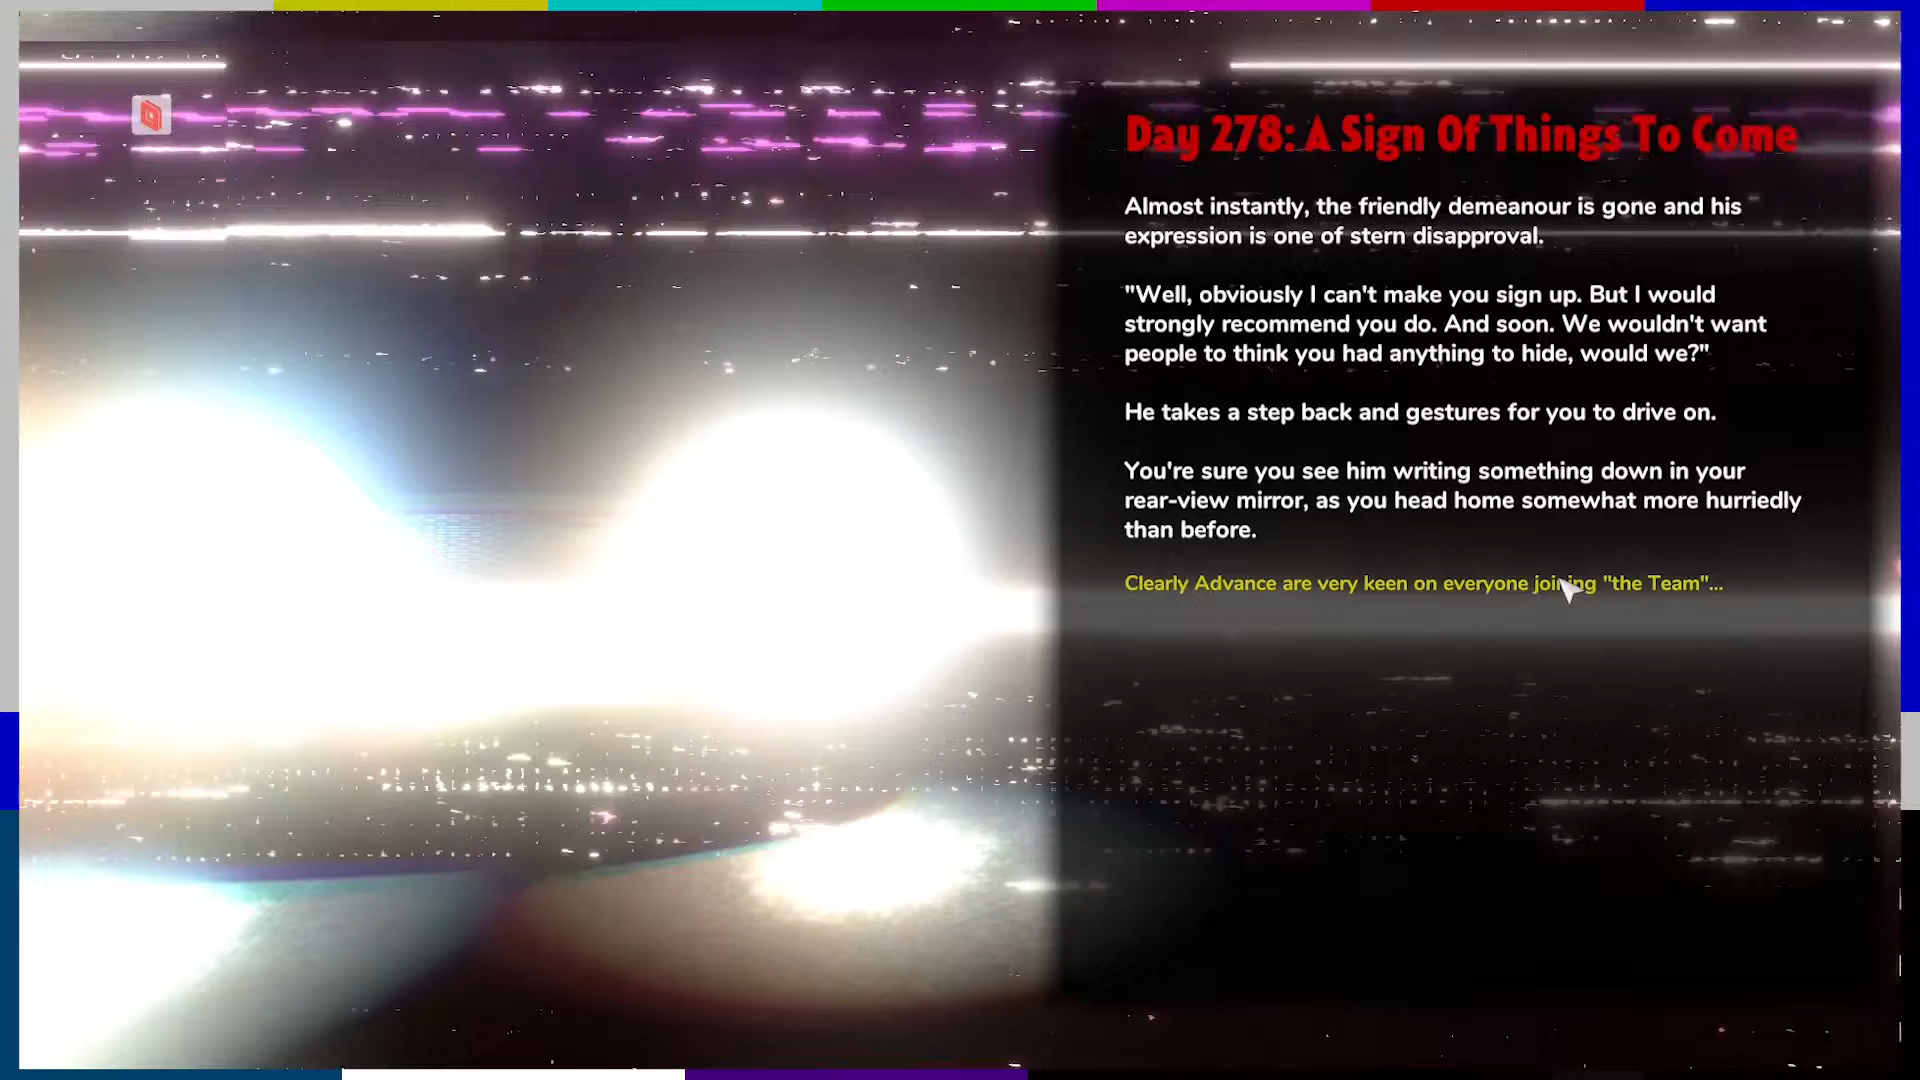 Day 278: A Sign Of Things To Come
Almost instantly, the friendly demeanour is gone and his
expression is one of stern disapproval.
"Well, obviously I can't make you sign up. But I would
strongly recommend you do. And soon. We wouldn't want
people to think you had anything to hide, would we?"
He takes a step back and gestures for you to drive on.
You're sure you see him writing something down in your
rear-view mirror, as you head home somewhat more hurriedly
than before.
Clearly Advance are very keen on everyone joining "the Team"...